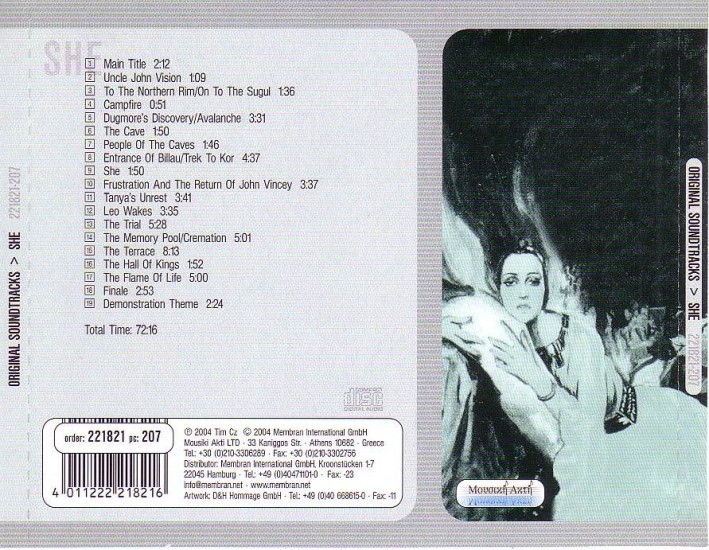 SHE
1 Main Title 2:12
2 Uncle John Vision 1:09
3 To The Northern Rim/On To The Sugul 1:36
4 Campfire 0:51
5 Dugmore's Discovery/Avalanche 3:31
6 The Cave 1:50
7 People Of The Caves 1:46
8 Entrance Of Billau/Trek To Kor 4:37
9 She 1:50
10 Frustration And The Return Of John Vincey 3:37
11 Tanya's Unrest 3:41
12 Leo Wakes 3:35
13 The Trial 5:28
14 The Memory Pool/Cremation 5:01
15 The Terrace 8:13
16 The Hall Of Kings 1:52
17 The Flame Of Life 5:00
18 Finale 2:53
19 Demonstration Theme 2:24
Total Time: 72:16
COMPACT
disc
DIGITAL AUDIO
order: 221821 pc: 207
4 011222 218216
℗ 2004 Tim Cz © 2004 Membran International GmbH
Mousiki Akti LTD · 33 Kaniggos Str. · Athens 10682 · Greece
Tel.: +30 (0)210-3306289 · Fax: +30 (0)210-3302756
Distributor: Membran International GmbH, Kroonstücken 1-7
22045 Hamburg · Tel.: +49 (0)40471101-0 · Fax: -23
info@membran.net · www.membran.net
Artwork: D&H Hommage GmbH · Tel.: +49 (0)40 668615-0 · Fax: -11
ORIGINAL SOUNDTRACKS > SHE 221821-207
ORIGINAL SOUNDTRACKS > SHE 221821-207
Μουσική Ακτή